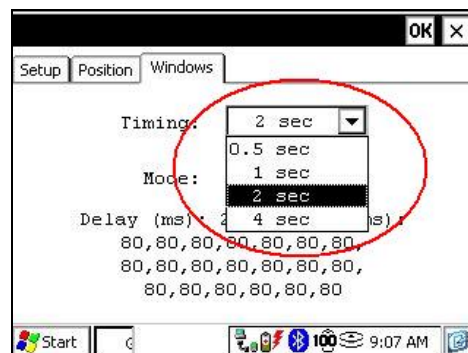 OK ×
Setup Position Windows
Timing: 2 sec
0.5 sec
1 sec
Mode: 2 sec
4 sec
Delay (ms):
80,80,80,80,80,80,80,
80,80,80,80,80,80,80,
80,80,80,80,80,80
Start 100 9:07 AM